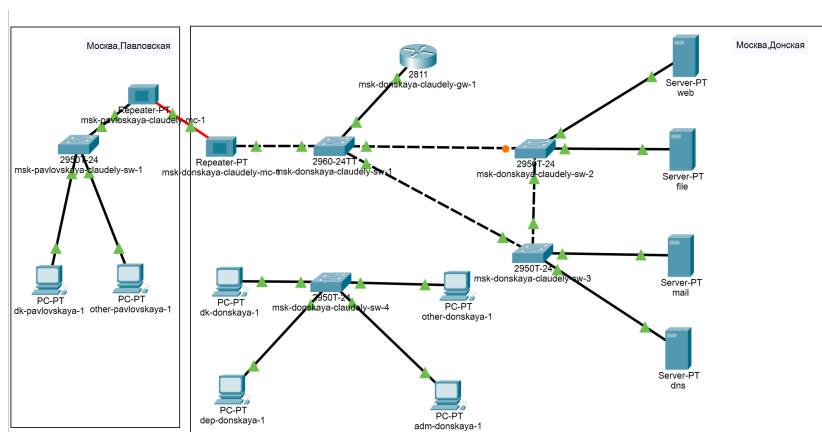 Москва,Павловская
Repeater-PT
msk-pavloskaya-claudely-mc-1
2950T-24
msk-pavlovskaya-claudely-sw-1
PC-PT
dk-pavlovskaya-1
PC-PT
other-pavlovskaya-1
Москва,Донская
2811
msk-donskaya-claudely-gw-1
Repeater-PT
msk-donskaya-claudely-mc-1
2960-24TT
msk-donskaya-claudely-sw-1
2950T-24
msk-donskaya-claudely-sw-2
Server-PT
web
Server-PT
file
2950T-24
msk-donskaya-claudely-sw-3
Server-PT
mail
Server-PT
dns
PC-PT
dk-donskaya-1
2950T-24
msk-donskaya-claudely-sw-4
PC-PT
other-donskaya-1
PC-PT
dep-donskaya-1
PC-PT
adm-donskaya-1